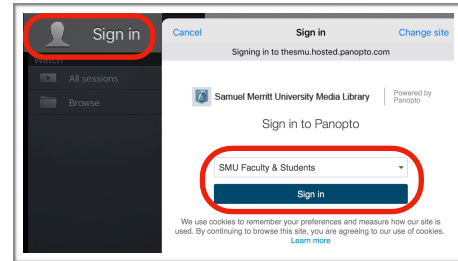 Sign in
Watch
All sessions
Browse
Cancel Sign in Change site
Signing in to thesmu.hosted.panopto.com
Samuel Merritt University Media Library
Powered by
Panopto
Sign in to Panopto
SMU Faculty & Students
Sign in
We use cookies to remember your preferences and measure how our site is
used. By continuing to browse this site, you are agreeing to our use of cookies.
Learn more